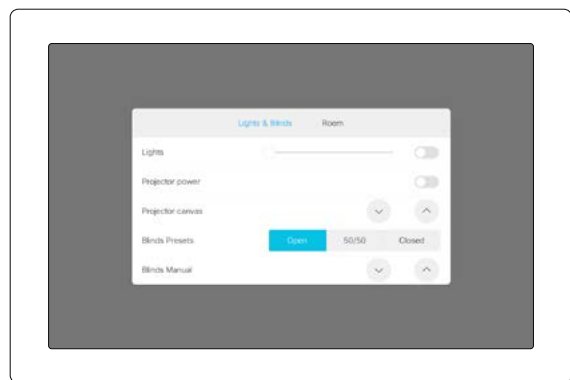 Lights & Blinds Room
Lights
Projector power
Projector canvas
Blinds Presets Open 50/50 Closed
Blinds Manual